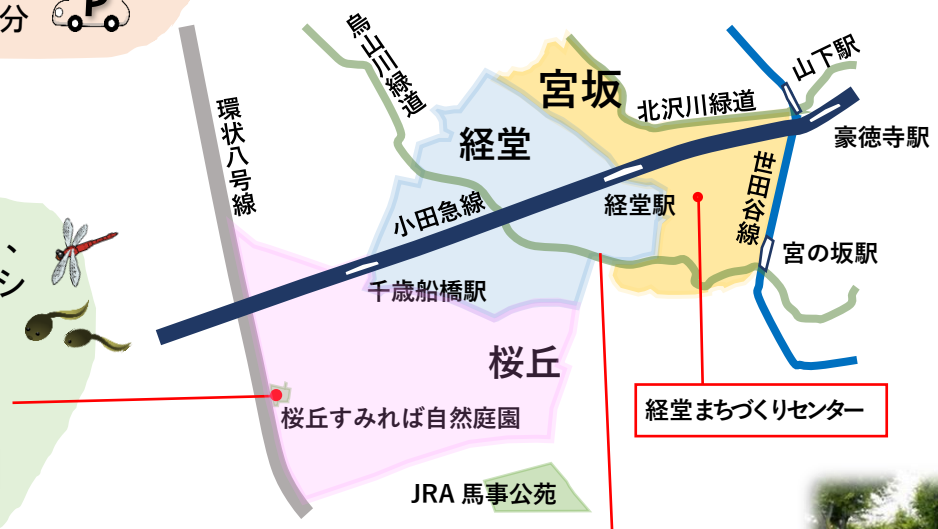 分
P
烏山川緑道
山下駅
宮坂
北沢川緑道
環状八号線
経堂
豪徳寺駅
世田谷線
小田急線
経堂駅
、
シ
宮の坂駅
千歳船橋駅
桜丘
経堂まちづくりセンター
桜丘すみれば自然庭園
JRA 馬事公苑